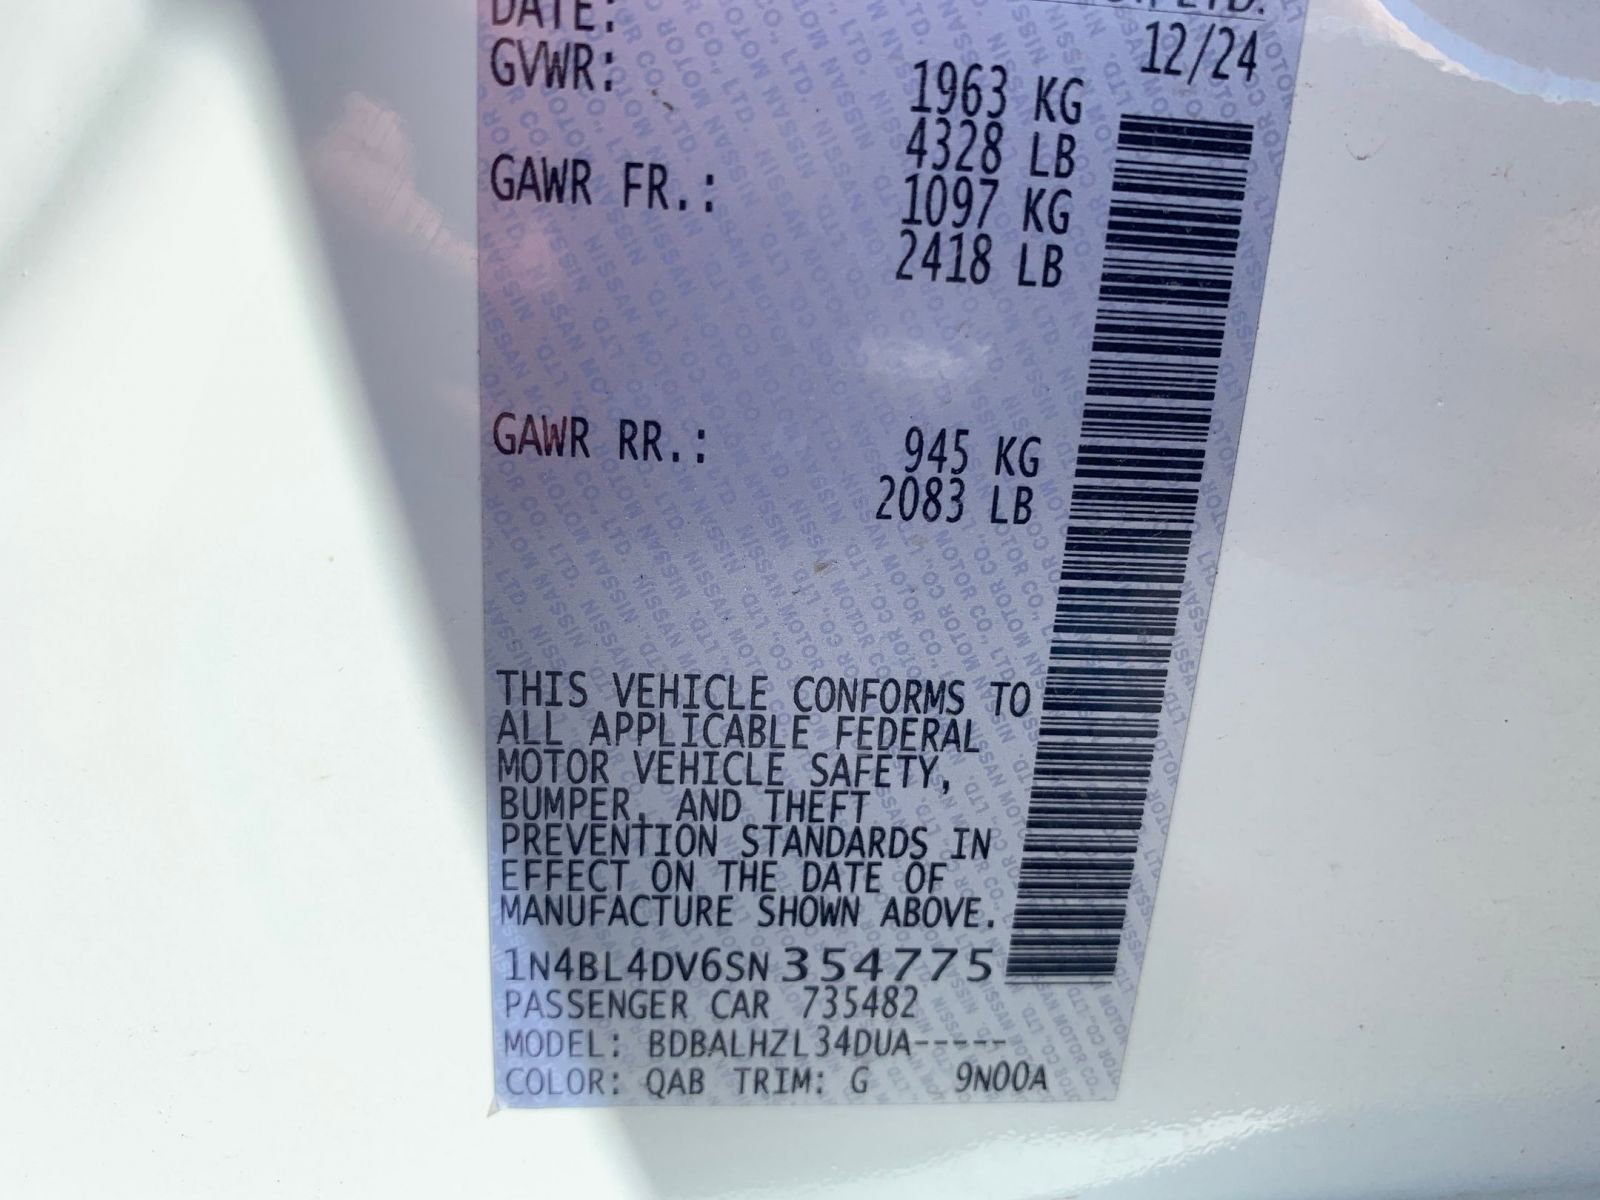 DATE: LTD.
12/24
GVWR: 1963 KG
4328 LB
GAWR FR.: 1097 KG
2418 LB
GAWR RR.: 945 KG
2083 LB
THIS VEHICLE CONFORMS TO
ALL APPLICABLE FEDERAL
MOTOR VEHICLE SAFETY,
BUMPER, AND THEFT
PREVENTION STANDARDS IN
EFFECT ON THE DATE OF
MANUFACTURE SHOWN ABOVE.
1N4BL4DV6SN354775
PASSENGER CAR 735482
MODEL: BDBALHZL34DUA-----
COLOR: QAB TRIM: G 9N00A